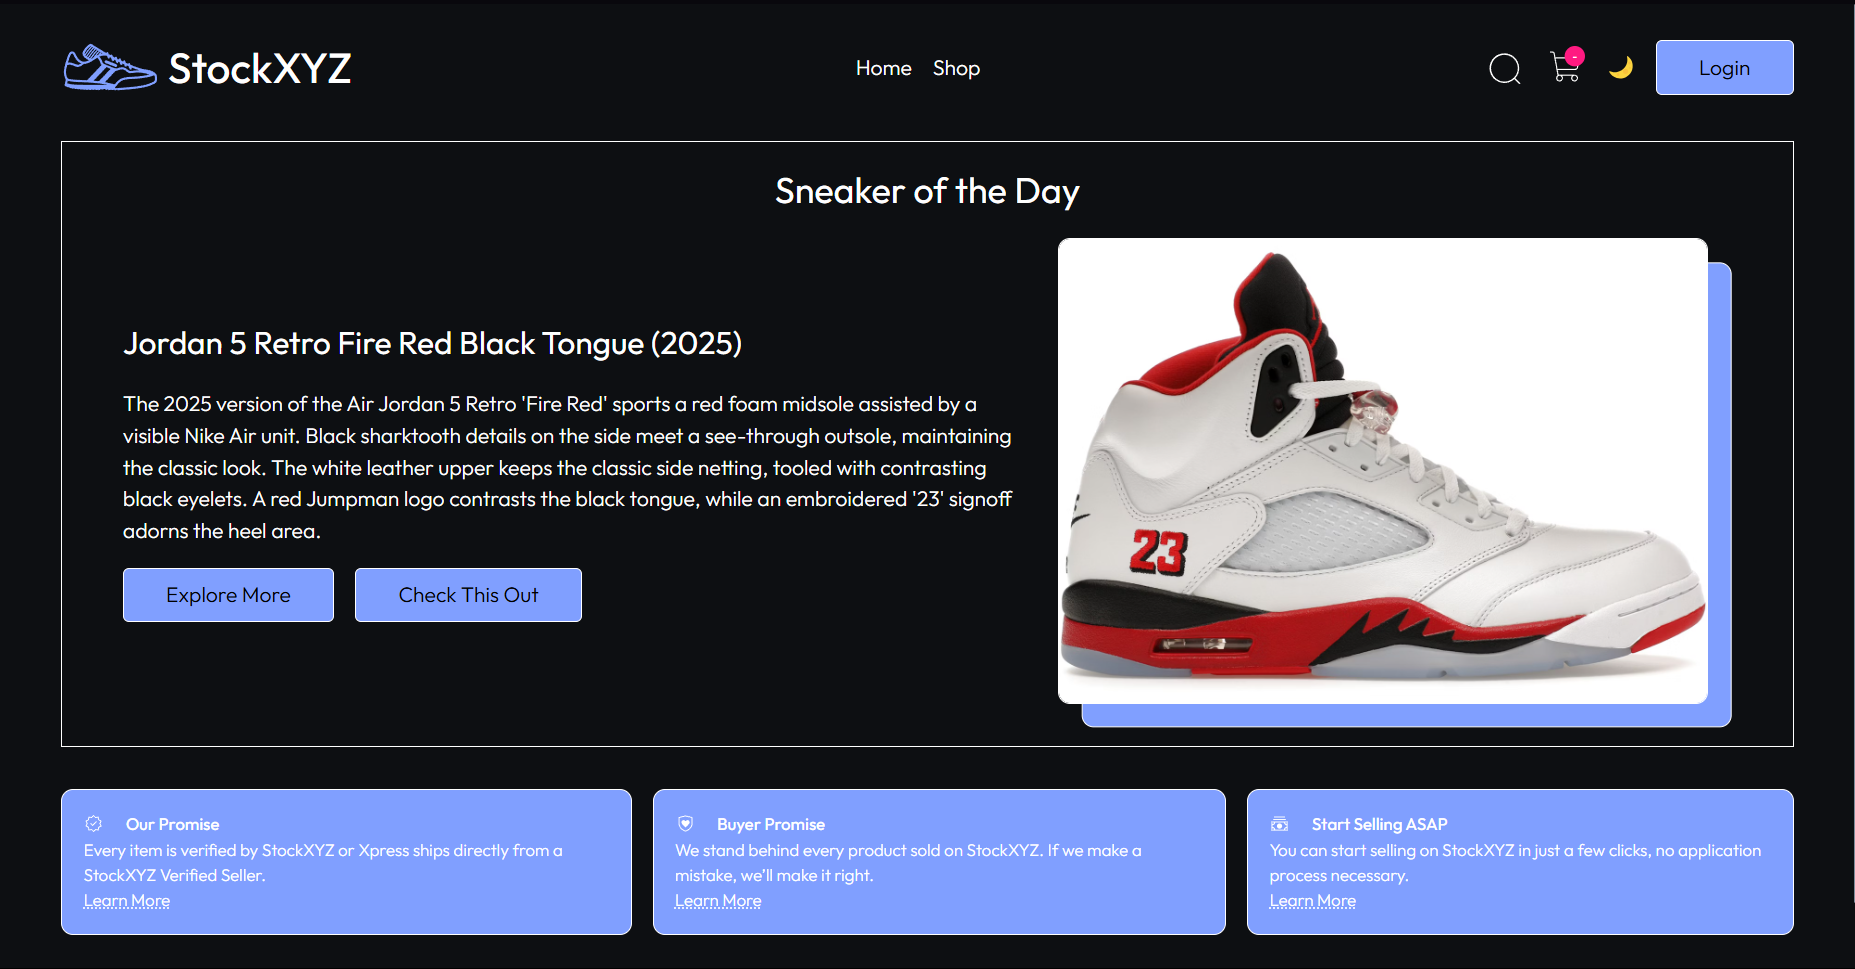 StockXYZ
Home
Shop
-
Login
Sneaker of the Day
Jordan 5 Retro Fire Red Black Tongue (2025)
The 2025 version of the Air Jordan 5 Retro 'Fire Red' sports a red foam midsole assisted by a
visible Nike Air unit. Black sharktooth details on the side meet a see-through outsole, maintaining
the classic look. The white leather upper keeps the classic side netting, tooled with contrasting
black eyelets. A red Jumpman logo contrasts the black tongue, while an embroidered '23' signoff
adorns the heel area.
Explore More
Check This Out
23
Our Promise
Every item is verified by StockXYZ or Xpress ships directly from a
StockXYZ Verified Seller.
Learn More
Buyer Promise
We stand behind every product sold on StockXYZ. If we make a
mistake, we’ll make it right.
Learn More
Start Selling ASAP
You can start selling on StockXYZ in just a few clicks, no application
process necessary.
Learn More